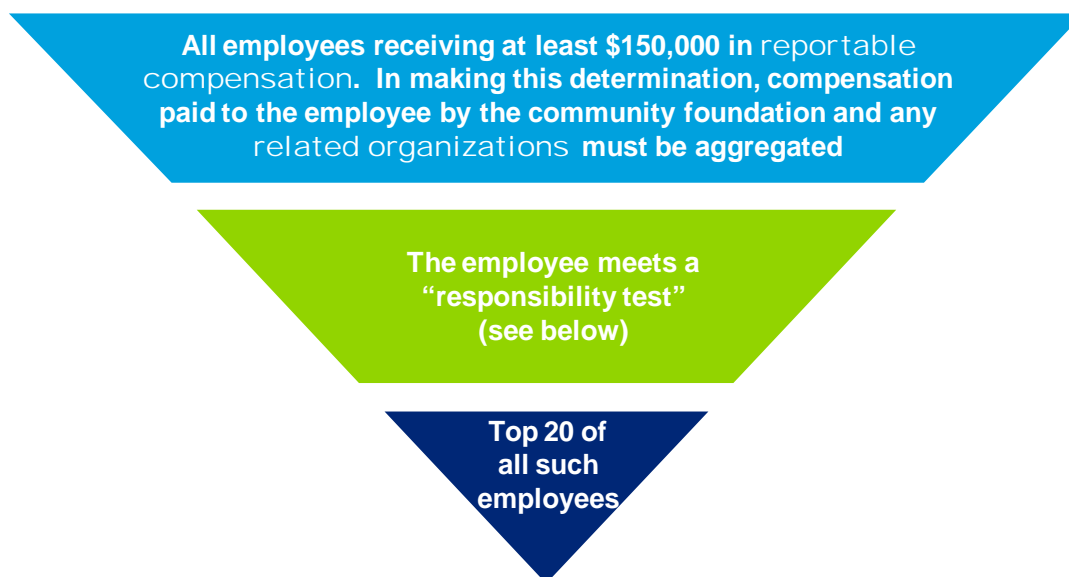 All employees receiving at least $150,000 in reportable
compensation. In making this determination, compensation
paid to the employee by the community foundation and any
related organizations must be aggregated
The employee meets a
“responsibility test”
(see below)
Top 20 of
all such
employees